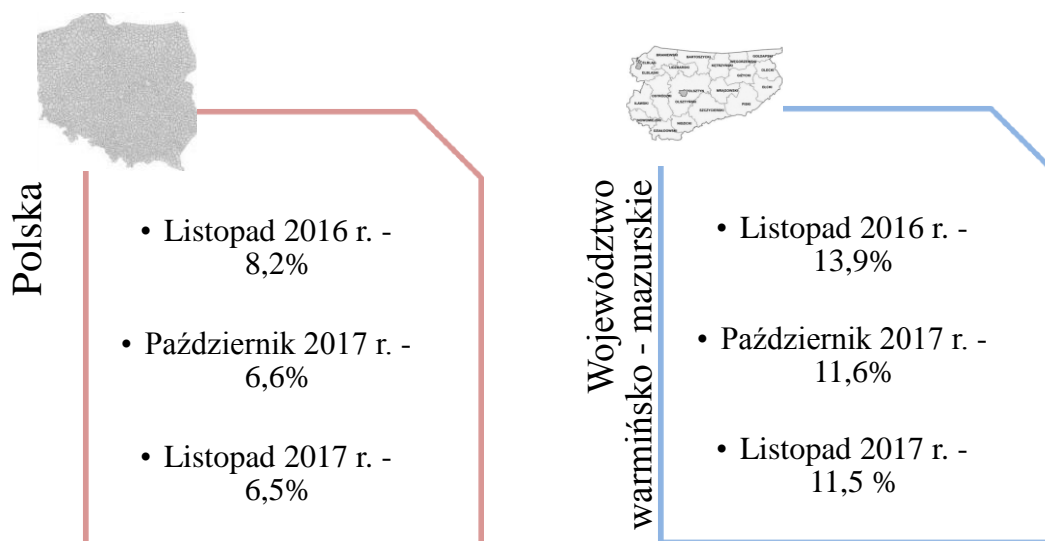 Polska
• Listopad 2016 r. -
8,2%
• Październik 2017 r. -
6,6%
• Listopad 2017 r. -
6,5%
Województwo
warmińsko - mazurskie
• Listopad 2016 r. -
13,9%
• Październik 2017 r. -
11,6%
• Listopad 2017 r. -
11,5 %